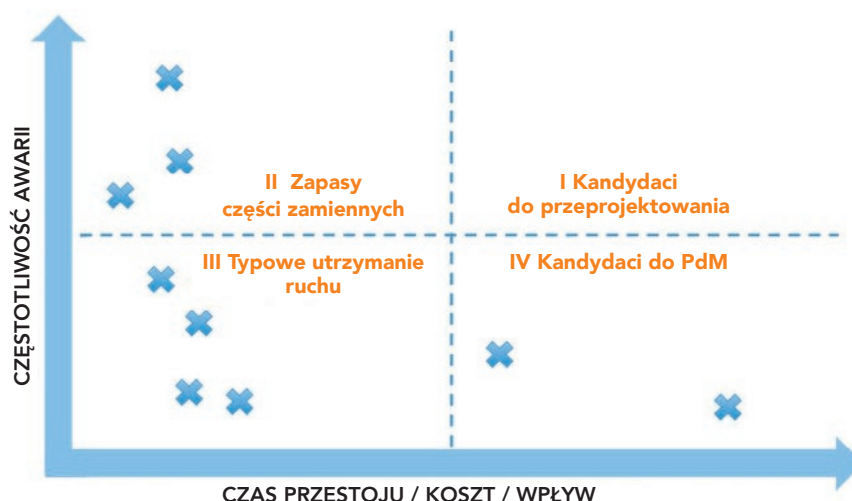 CZĘSTOTLIWOŚĆ AWARII
II Zapasy
części zamiennych
I Kandydaci
do przeprojektowania
III Typowe utrzymanie
ruchu
IV Kandydaci do PdM
CZAS PRZESTOJU / KOSZT / WPŁYW